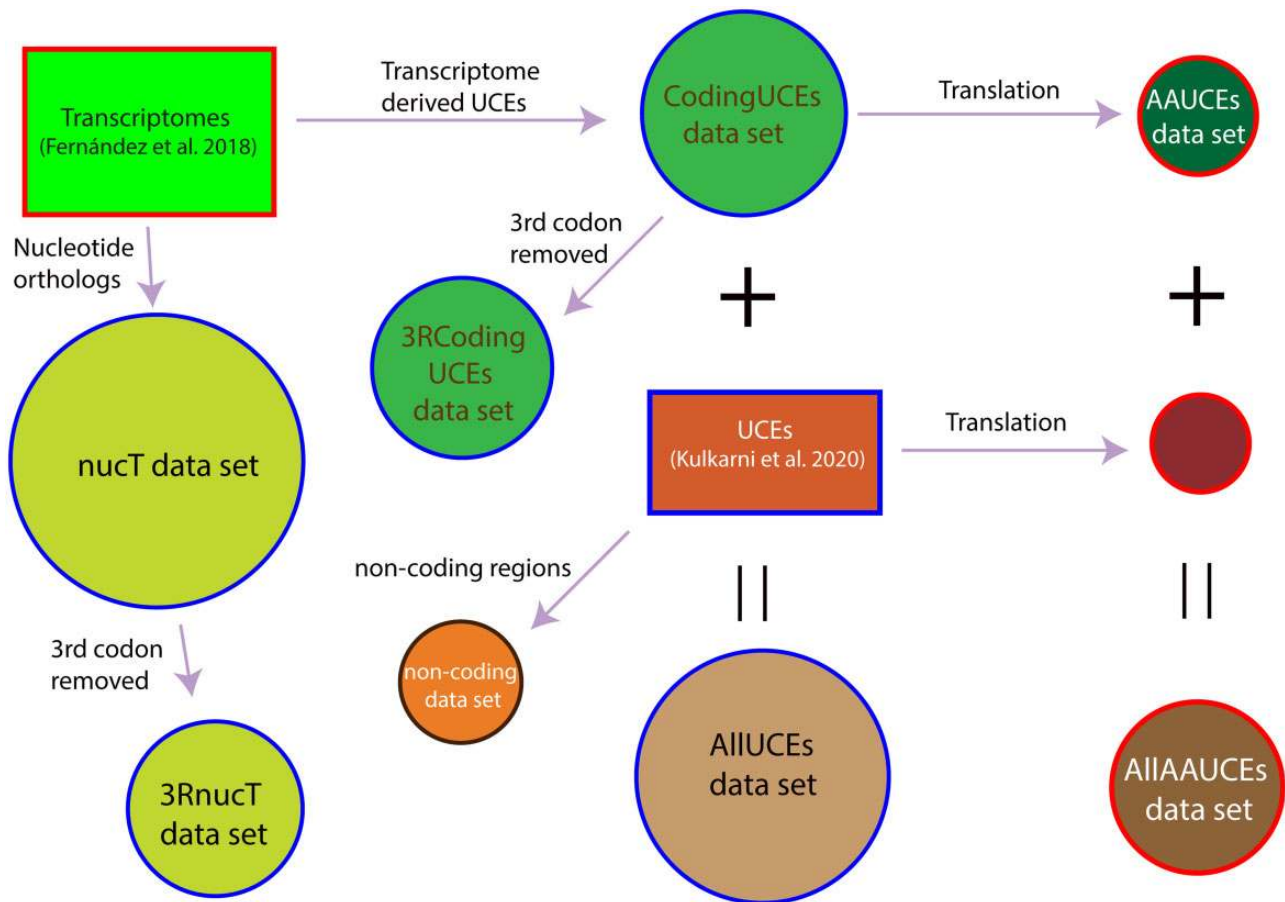 Transcriptomes
(Fernández et al. 2018)
Transcriptome
derived UCEs
CodingUCEs
data set
Translation
AAUCEs
data set
Nucleotide
orthologs
3rd codon
removed
+
+
nucT data set
3RCoding
UCEs
data set
UCEs
(Kulkarni et al. 2020)
Translation
non-coding regions
non-coding
data set
3rd codon
removed
3RnucT
data set
||
||
AllUCEs
data set
AllAAUCEs
data set